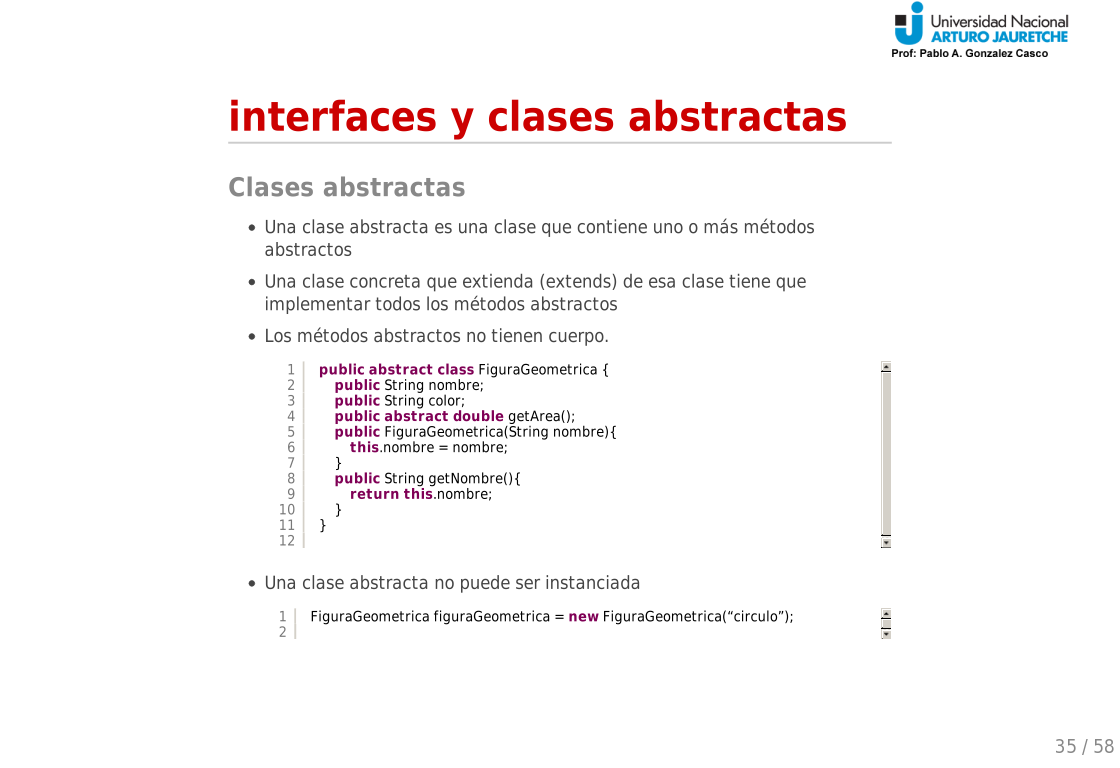 Universidad Nacional
ARTURO JAURETCHE
Prof: Pablo A. Gonzalez Casco
interfaces y clases abstractas
Clases abstractas
• Una clase abstracta es una clase que contiene uno o más métodos
abstractos
• Una clase concreta que extienda (extends) de esa clase tiene que
implementar todos los métodos abstractos
• Los métodos abstractos no tienen cuerpo.
1 public abstract class FiguraGeometrica {
2     public String nombre;
3     public String color;
4     public abstract double getArea();
5     public FiguraGeometrica(String nombre){
6         this.nombre = nombre;
7     }
8     public String getNombre(){
9         return this.nombre;
10     }
11 }
12
• Una clase abstracta no puede ser instanciada
1 FiguraGeometrica figuraGeometrica = new FiguraGeometrica(“circulo”);
2
35 / 58